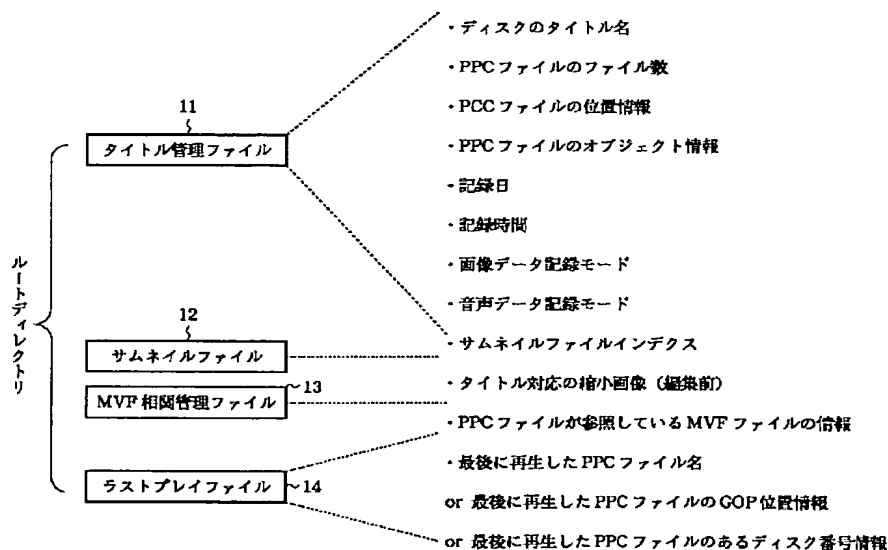 ルートディレクトリ
11
タイトル管理ファイル
12
サムネイルファイル
13
MVF相関管理ファイル
ラストプレイファイル
14
・ディスクのタイトル名
・PPCファイルのファイル数
・PCCファイルの位置情報
・PPCファイルのオブジェクト情報
・記録日
・記録時間
・画像データ記録モード
・音声データ記録モード
・サムネイルファイルインデクス
・タイトル対応の縮小画像（編集前）
・PPCファイルが参照しているMVFファイルの情報
・最後に再生したPPCファイル名
or 最後に再生したPPCファイルのGOP位置情報
or 最後に再生したPPCファイルのあるディスク番号情報